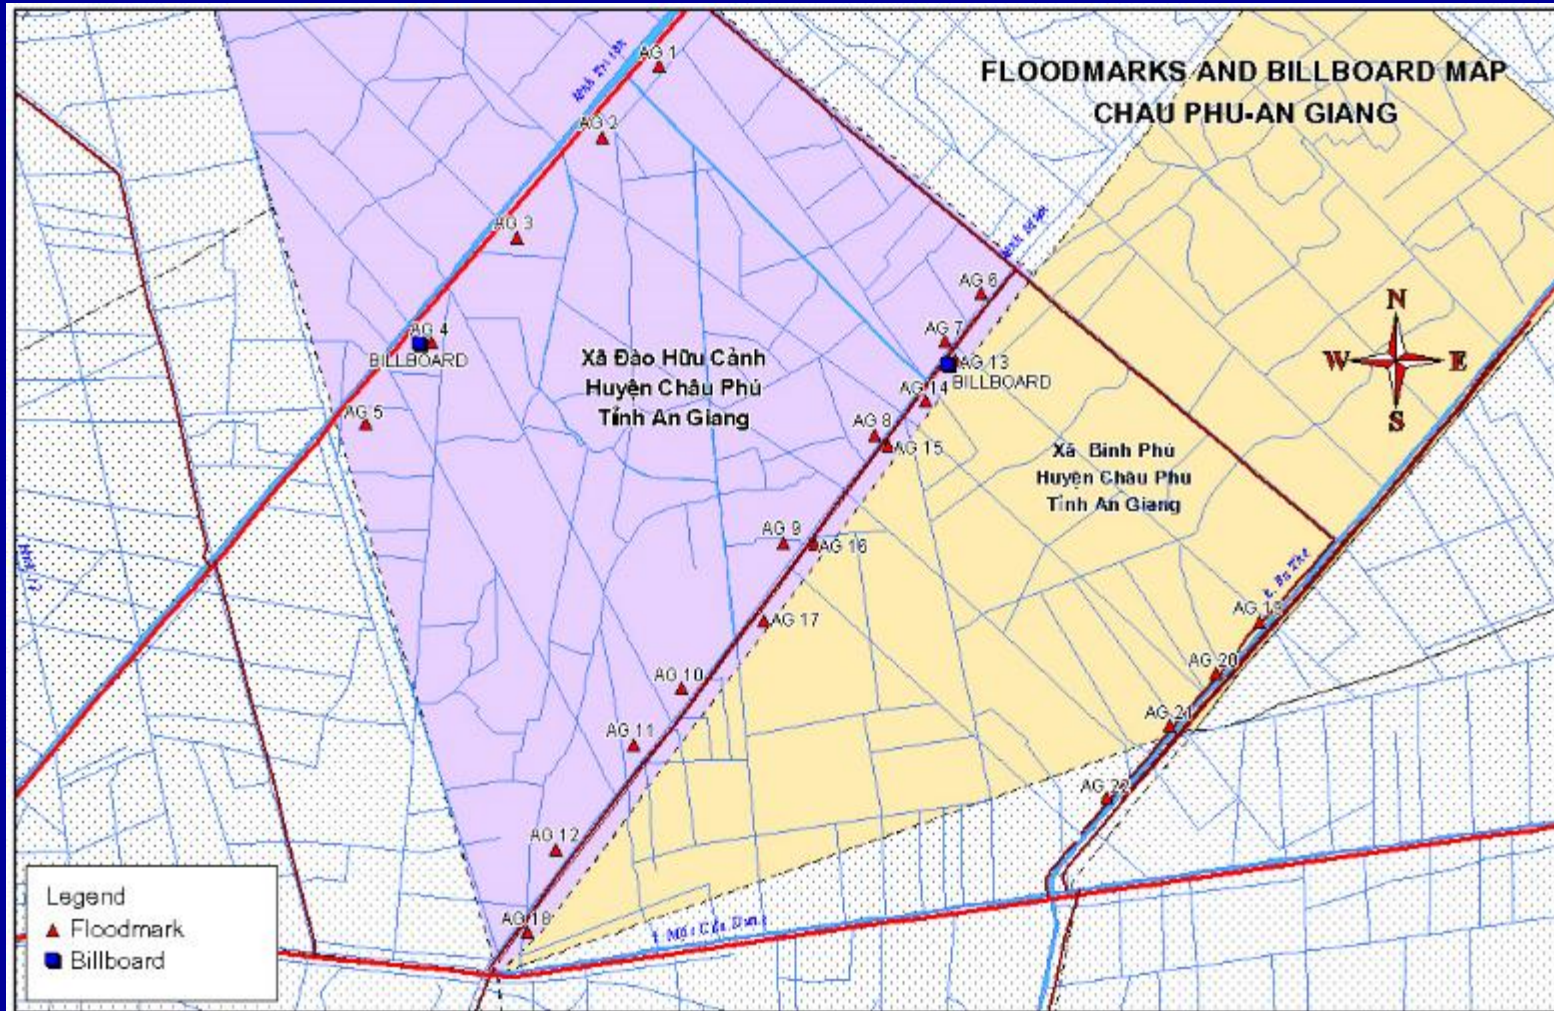 FLOODMARKS AND BILLBOARD MAP
CHAU PHU-AN GIANG
AG 1
AG 2
AG 3
AG 4
BILLBOARD
AG 5
AG 6
AG 7
AG 13
BILLBOARD
AG 14
AG 8
AG 15
AG 9
AG 16
AG 17
AG 10
AG 11
AG 12
AG 18
AG 19
AG 20
AG 21
AG 22
Xã Đào Hữu Cảnh
Huyện Châu Phú
Tỉnh An Giang
Xã Bình Phú
Huyện Châu Phú
Tỉnh An Giang
N
W
E
S
Legend
Floodmark
Billboard